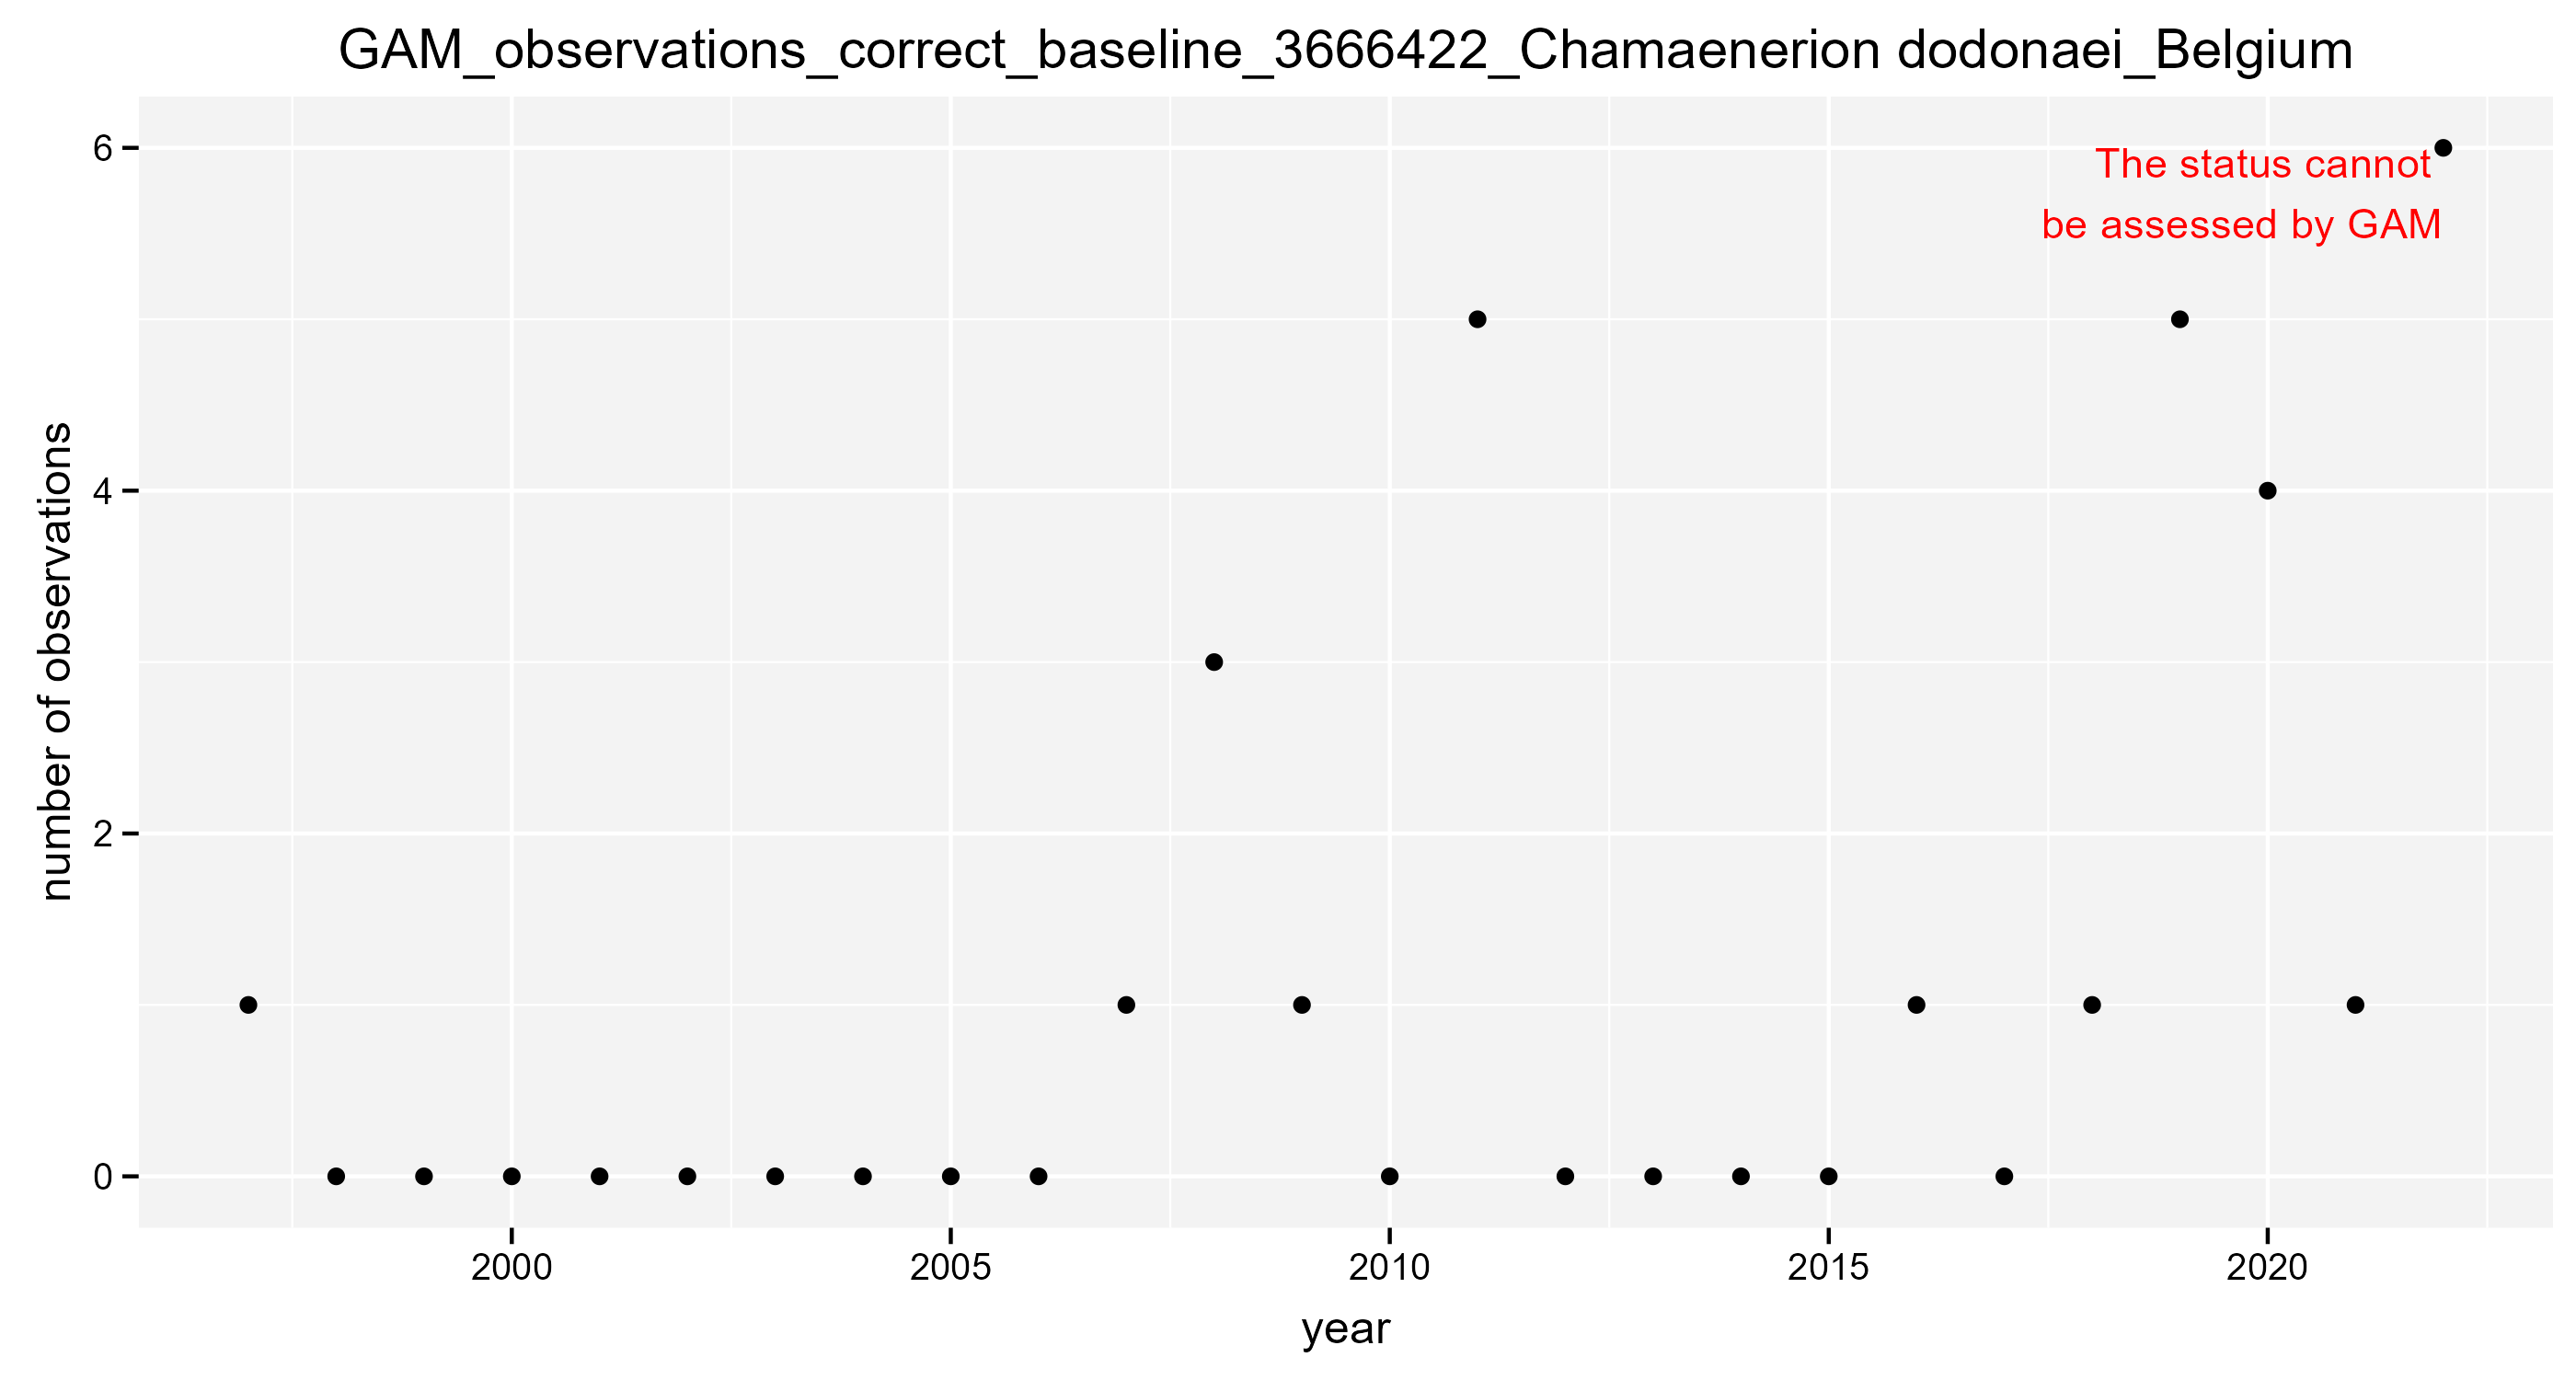 GAM_observations_correct_baseline_3666422_Chamaenerion dodonaei_Belgium
The status cannot
be assessed by GAM
number of observations
6
4
2
0
2000
2005
2010
2015
2020
year